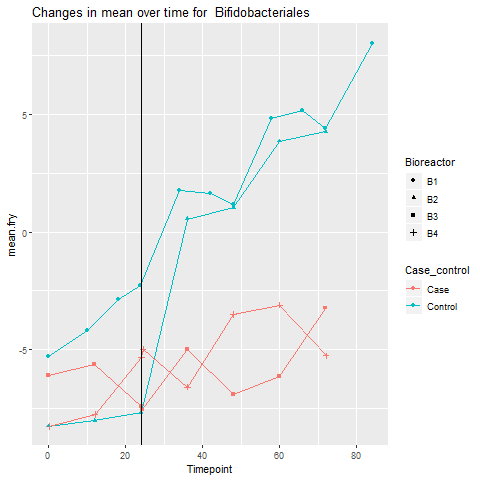 Changes in mean over time for  Bifidobacteriales
5
0
-5
mean fry
0
20
40
60
80
Timepoint
Bioreactor
B1
B2
B3
B4
Case_control
Case
Control